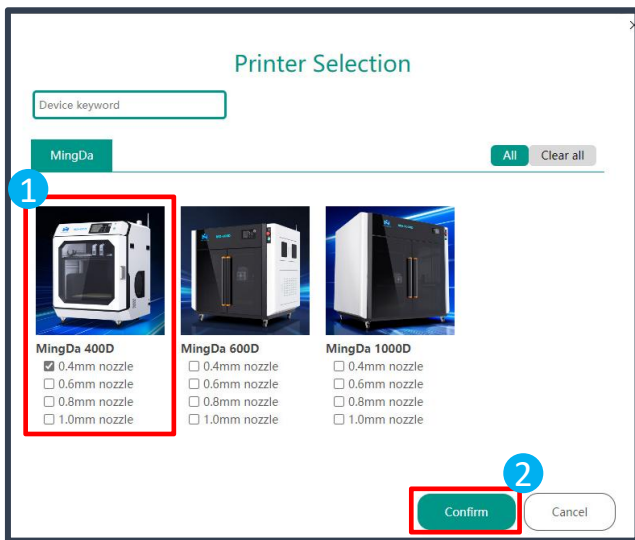 Printer Selection
Device keyword
MingDa
All
Clear all
1
MingDa 400D
MingDa 600D
MingDa 1000D
0.4mm nozzle
0.4mm nozzle
0.4mm nozzle
0.6mm nozzle
0.6mm nozzle
0.6mm nozzle
0.8mm nozzle
0.8mm nozzle
0.8mm nozzle
1.0mm nozzle
1.0mm nozzle
1.0mm nozzle
2
Confirm
Cancel